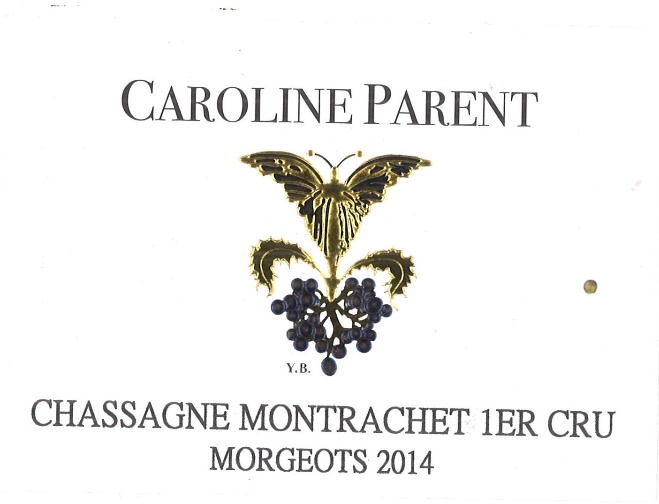 CAROLINE PARENT
Y.B.
CHASSAGNE MONTRACHET 1ER CRU
MORGEOTS 2014